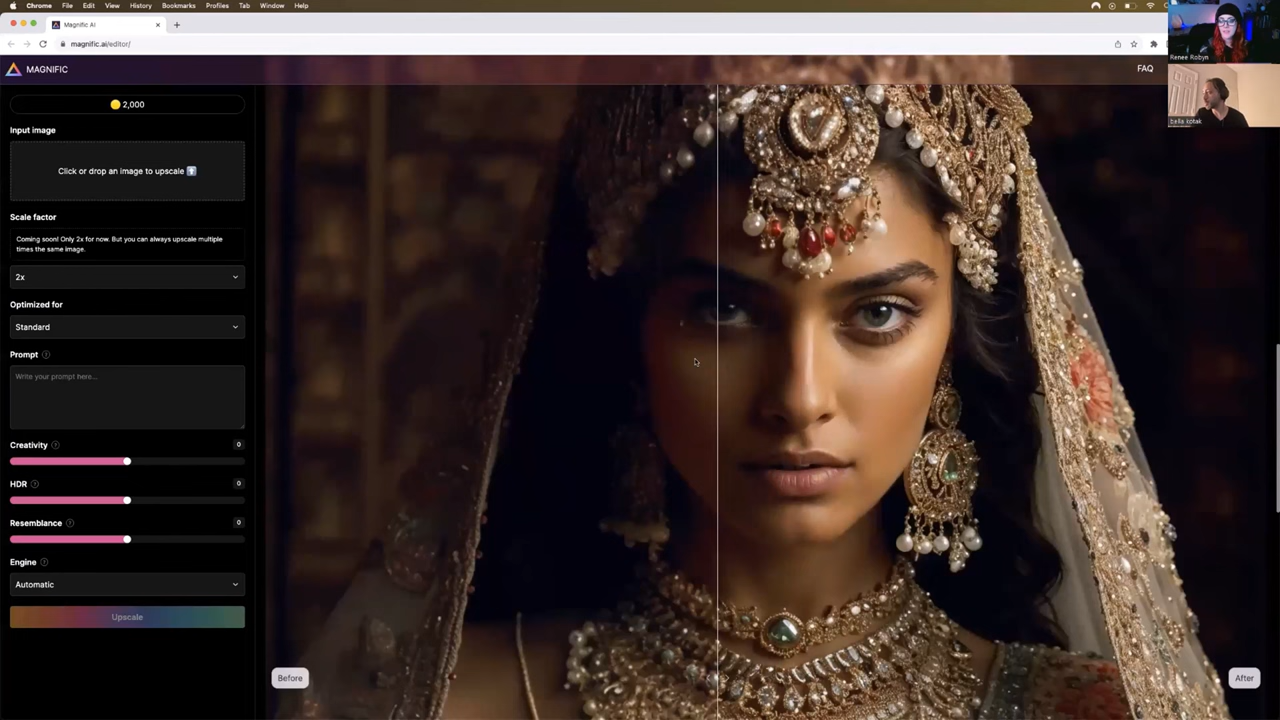 Chrome File Edit View History Bookmarks Profiles Tab Window Help
Magnific AI
magnific.ai/editor/
MAGNIFIC
FAQ
Renee Robyn
bella kotak
2,000
Input image
Click or drop an image to upscale
Scale factor
Coming soon! Only 2x for now. But you can always upscale multiple
times the same image.
2x
Optimized for
Standard
Prompt
Write your prompt here...
Creativity
0
HDR
0
Resemblance
0
Engine
Automatic
Upscale
Before
After